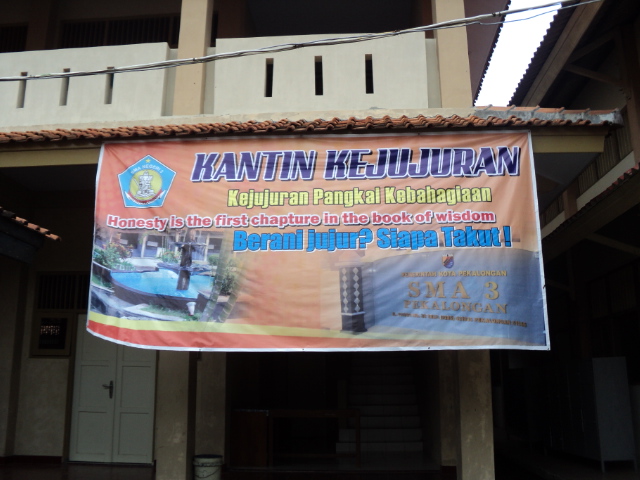 KANTIN KEJUJURAN
Kejujuran Pangkal Kebahagiaan
Honesty is the first chapture in the book of wisdom
Berani jujur? Siapa Takut!
SMA 3
PEKALONGAN